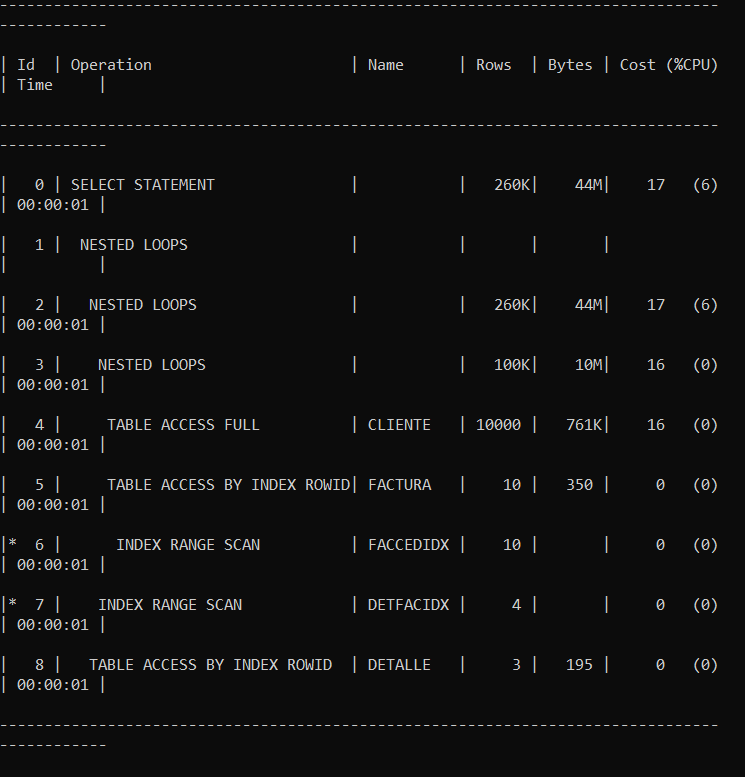 --------------------------------------------------------------------------------
------------
| Id  | Operation                      | Name      | Rows  | Bytes | Cost (%CPU)
| Time     |
--------------------------------------------------------------------------------
------------
|   0 | SELECT STATEMENT               |           |   260K|    44M|    17   (6)
| 00:00:01 |
|   1 |  NESTED LOOPS                  |           |       |       |
|          |
|   2 |   NESTED LOOPS                 |           |   260K|    44M|    17   (6)
| 00:00:01 |
|   3 |    NESTED LOOPS                |           |   100K|    10M|    16   (0)
| 00:00:01 |
|   4 |     TABLE ACCESS FULL          | CLIENTE   | 10000 |   761K|    16   (0)
| 00:00:01 |
|   5 |     TABLE ACCESS BY INDEX ROWID| FACTURA   |    10 |   350 |     0   (0)
| 00:00:01 |
|*  6 |      INDEX RANGE SCAN          | FACCEDIDX |    10 |       |     0   (0)
| 00:00:01 |
|*  7 |    INDEX RANGE SCAN            | DETFACIDX |     4 |       |     0   (0)
| 00:00:01 |
|   8 |   TABLE ACCESS BY INDEX ROWID  | DETALLE   |     3 |   195 |     0   (0)
| 00:00:01 |
--------------------------------------------------------------------------------
------------